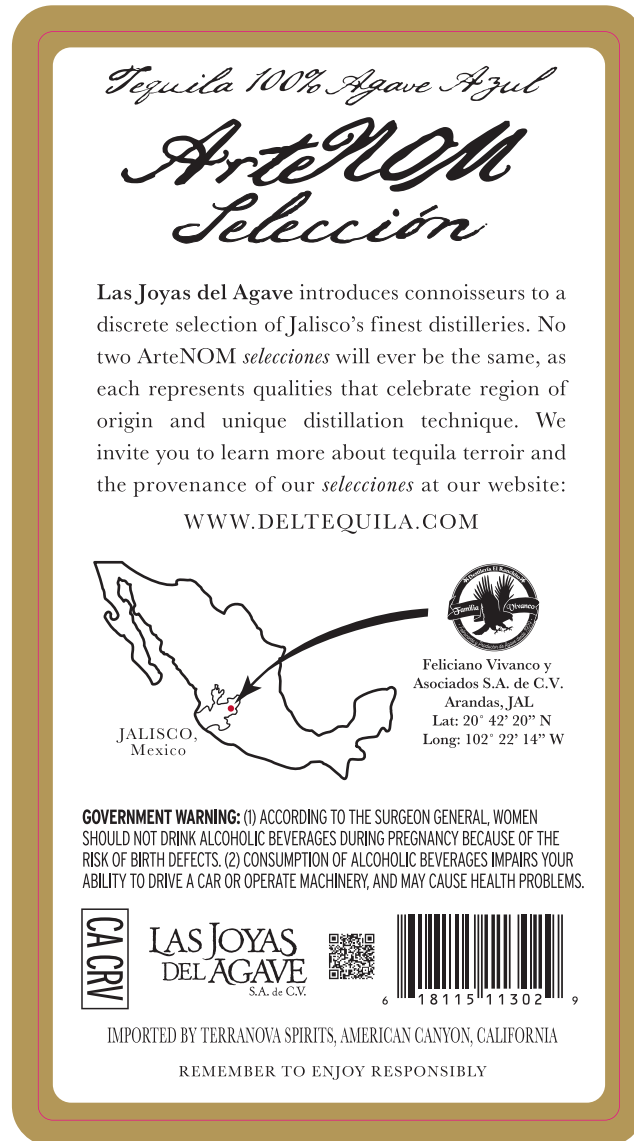 Tequila 100% Agave Azul
ArteNOM
Selección
Las Joyas del Agave introduces connoisseurs to a
discrete selection of Jalisco's finest distilleries. No
two ArteNOM selecciones will ever be the same, as
each represents qualities that celebrate region of
origin and unique distillation technique. We
invite you to learn more about tequila terroir and
the provenance of our selecciones at our website:
WWW.DELTEQUILA.COM
Destilería El Ranchito
Familia Vivanco
Feliciano Vivanco y
Asociados S.A. de C.V.
Arandas, JAL
Lat: 20° 42' 20" N
Long: 102° 22' 14" W
JALISCO,
Mexico
GOVERNMENT WARNING: (1) ACCORDING TO THE SURGEON GENERAL, WOMEN
SHOULD NOT DRINK ALCOHOLIC BEVERAGES DURING PREGNANCY BECAUSE OF THE
RISK OF BIRTH DEFECTS. (2) CONSUMPTION OF ALCOHOLIC BEVERAGES IMPAIRS YOUR
ABILITY TO DRIVE A CAR OR OPERATE MACHINERY, AND MAY CAUSE HEALTH PROBLEMS.
CA CRV
LAS JOYAS
DEL AGAVE
S.A. de C.V.
6 18115 11302 9
IMPORTED BY TERRANOVA SPIRITS, AMERICAN CANYON, CALIFORNIA
REMEMBER TO ENJOY RESPONSIBLY